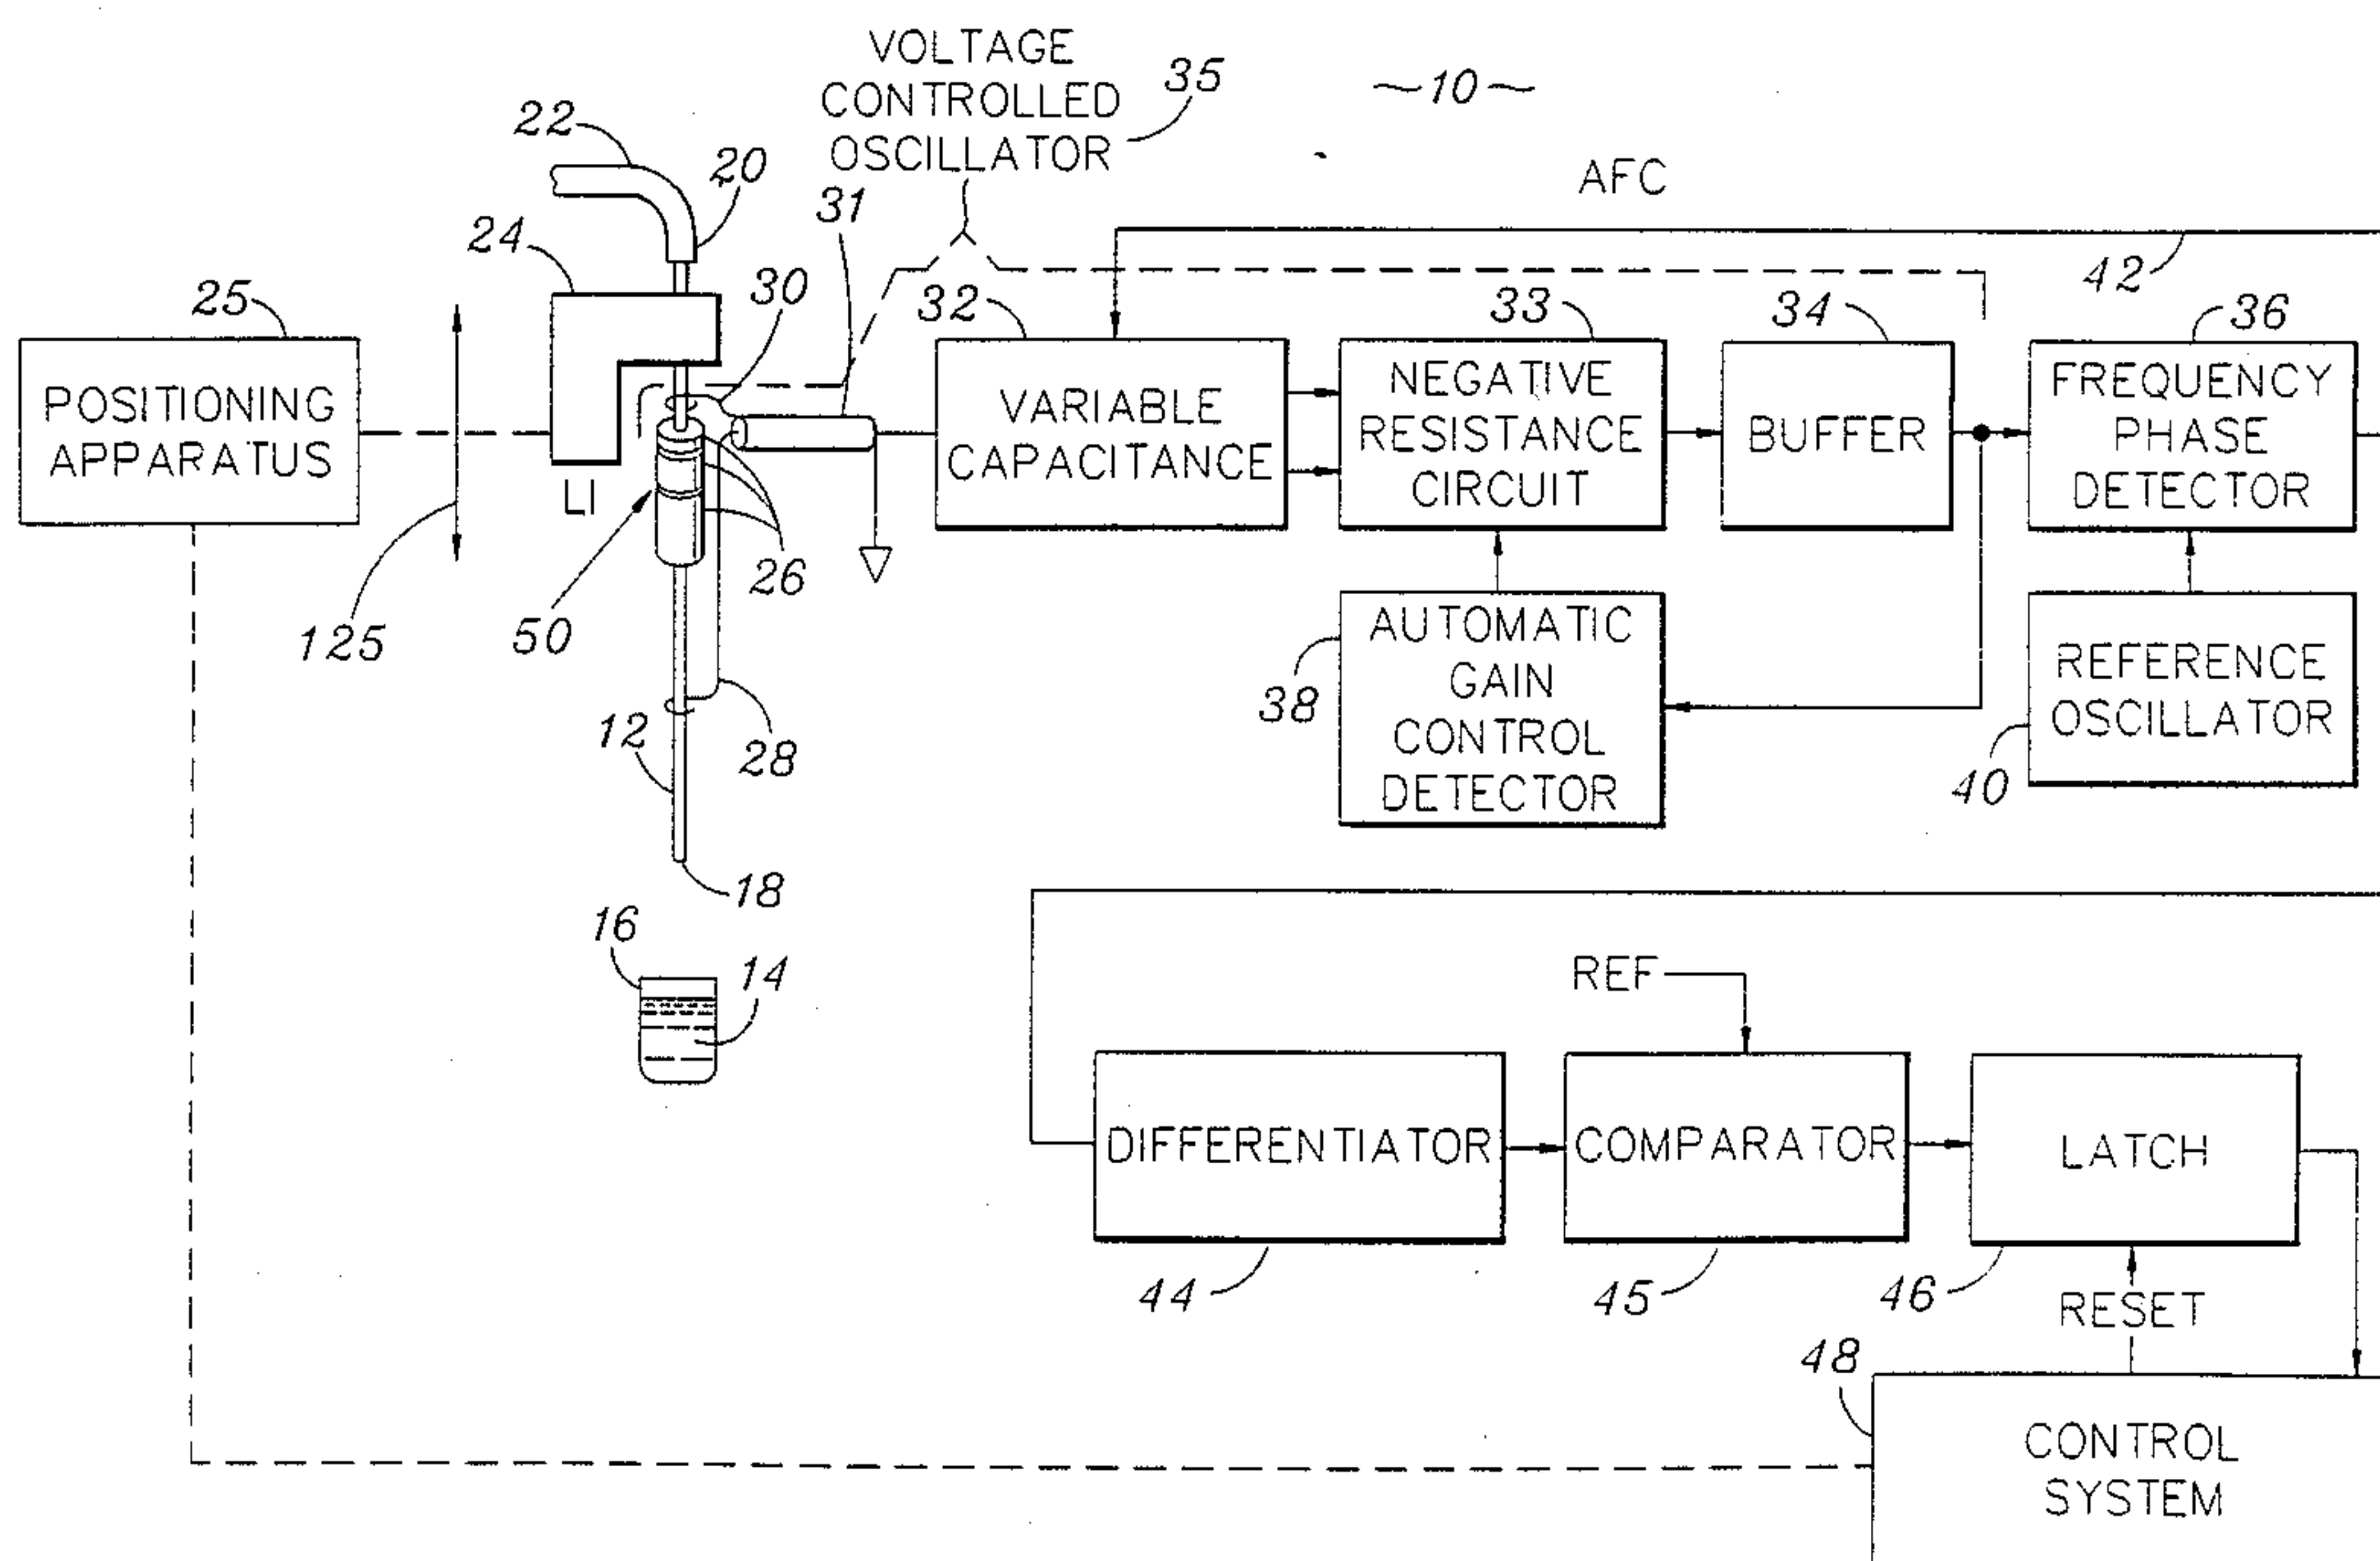 VOLTAGE
CONTROLLED
OSCILLATOR
35
~10~
22
20
31
AFC
24
30
42
25
32
33
34
36
POSITIONING
APPARATUS
VARIABLE
CAPACITANCE
NEGATIVE
RESISTANCE
CIRCUIT
BUFFER
FREQUENCY
PHASE
DETECTOR
LI
26
50
125
AUTOMATIC
GAIN
CONTROL
DETECTOR
38
REFERENCE
OSCILLATOR
40
12
28
18
16
14
REF
DIFFERENTIATOR
COMPARATOR
LATCH
44
45
46
RESET
48
CONTROL
SYSTEM